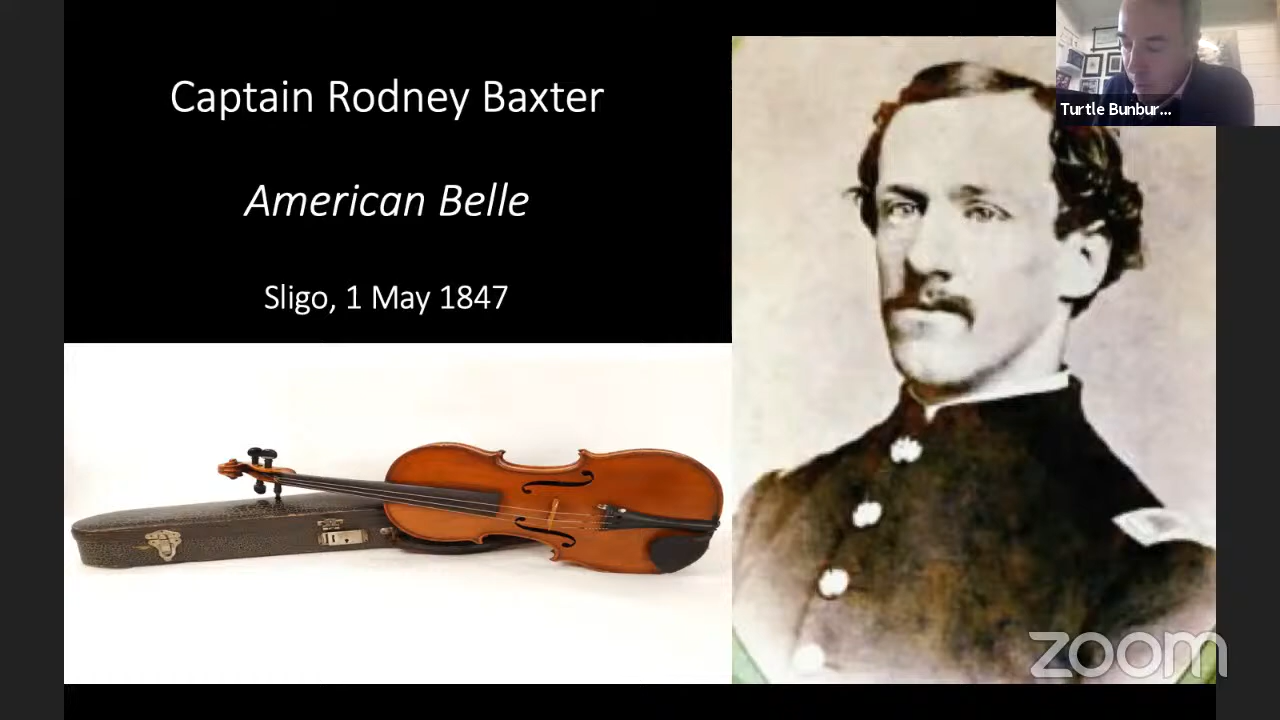 Captain Rodney Baxter
American Belle
Sligo, 1 May 1847
Turtle Bunbur...
zoom